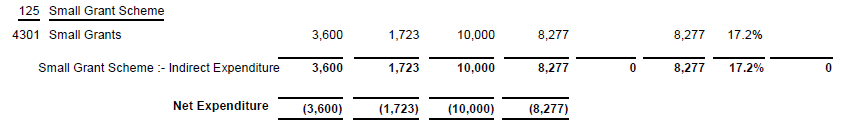 125 Small Grant Scheme
4301 Small Grants 3,600 1,723 10,000 8,277 8,277 17.2%
Small Grant Scheme :- Indirect Expenditure 3,600 1,723 10,000 8,277 0 8,277 17.2% 0
Net Expenditure (3,600) (1,723) (10,000) (8,277)